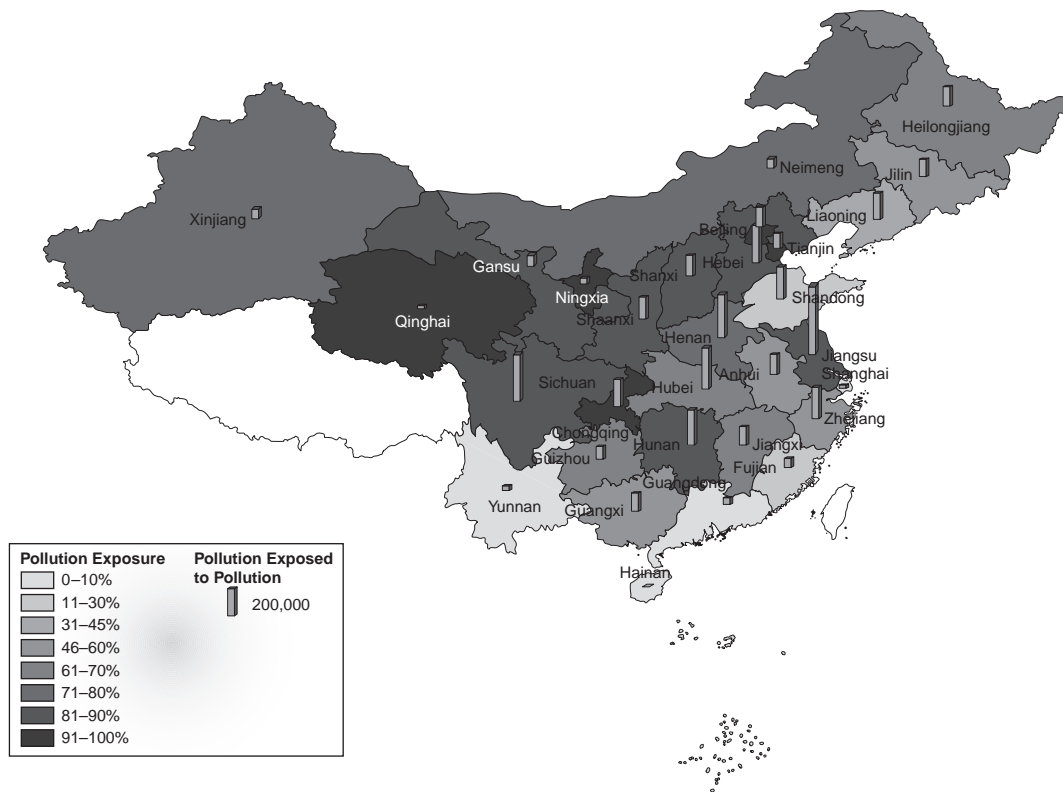 Heilongjiang
Jilin
Neimeng
Liaoning
Xinjiang
Beijing
Tianjin
Gansu
Shanxi
Hebei
Ningxia
Shandong
Qinghai
Shaanxi
Henan
Jiangsu
Sichuan
Hubei
Anhui
Shanghai
Zhejiang
Chongqing
Hunan
Jiangxi
Guizhou
Fujian
Guangdong
Yunnan
Guangxi
Hainan
Pollution Exposure
0–10%
11–30%
31–45%
46–60%
61–70%
71–80%
81–90%
91–100%
Pollution Exposed
to Pollution
200,000